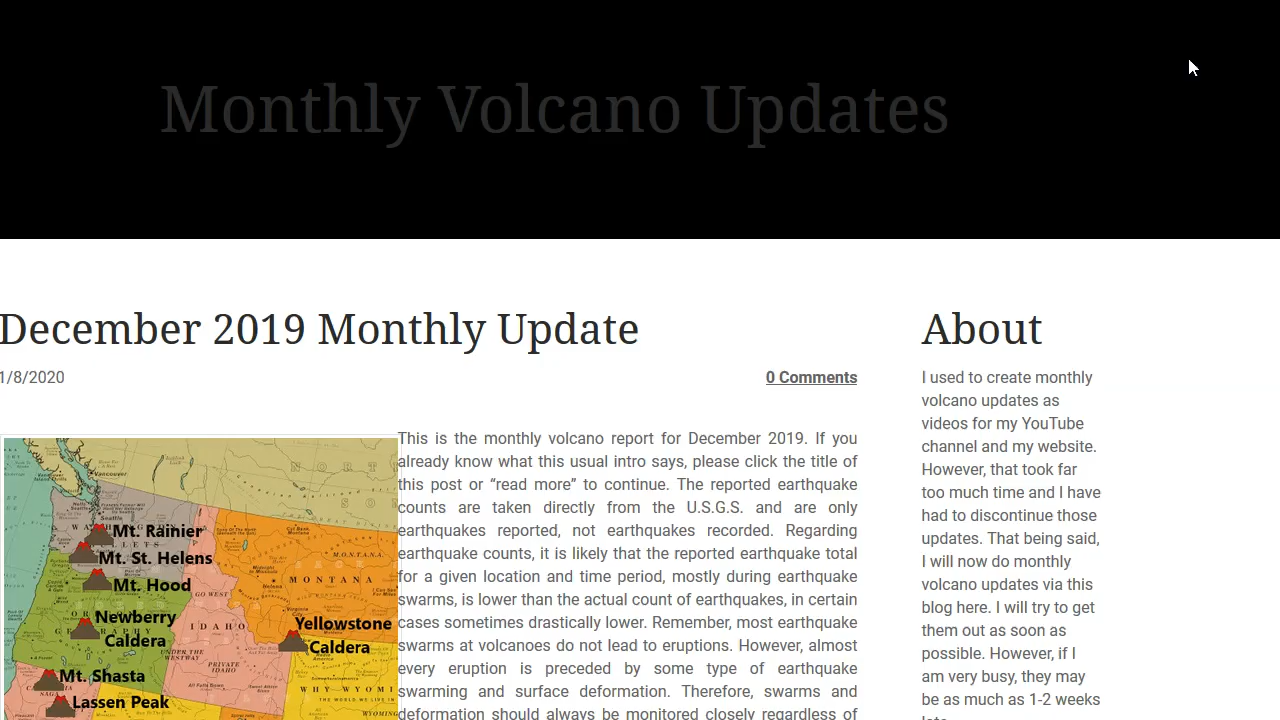 Monthly Volcano Updates
December 2019 Monthly Update
1/8/2020
0 Comments
This is the monthly volcano report for December 2019. If you
already know what this usual intro says, please click the title of
this post or “read more” to continue. The reported earthquake
counts are taken directly from the U.S.G.S. and are only
earthquakes reported, not earthquakes recorded. Regarding
earthquake counts, it is likely that the reported earthquake total
for a given location and time period, mostly during earthquake
swarms, is lower than the actual count of earthquakes, in certain
cases sometimes drastically lower. Remember, most earthquake
swarms at volcanoes do not lead to eruptions. However, almost
every eruption is preceded by some type of earthquake
swarming and surface deformation. Therefore, swarms and
deformation should always be monitored closely regardless of
Vancouver
Seattle
Mt. Rainier
Mt. St. Helens
Mt. Hood
Newberry
Caldera
Mt. Shasta
Lassen Peak
Yellowstone
Caldera
MONTANA
IDAHO
GO WEST
UNDER THE
WESTWAY
PRIVATE
IDAHO
WHY WYOMI
About
I used to create monthly
volcano updates as
videos for my YouTube
channel and my website.
However, that took far
too much time and I have
had to discontinue those
updates. That being said,
I will now do monthly
volcano updates via this
blog here. I will try to get
them out as soon as
possible. However, if I
am very busy, they may
be as much as 1-2 weeks